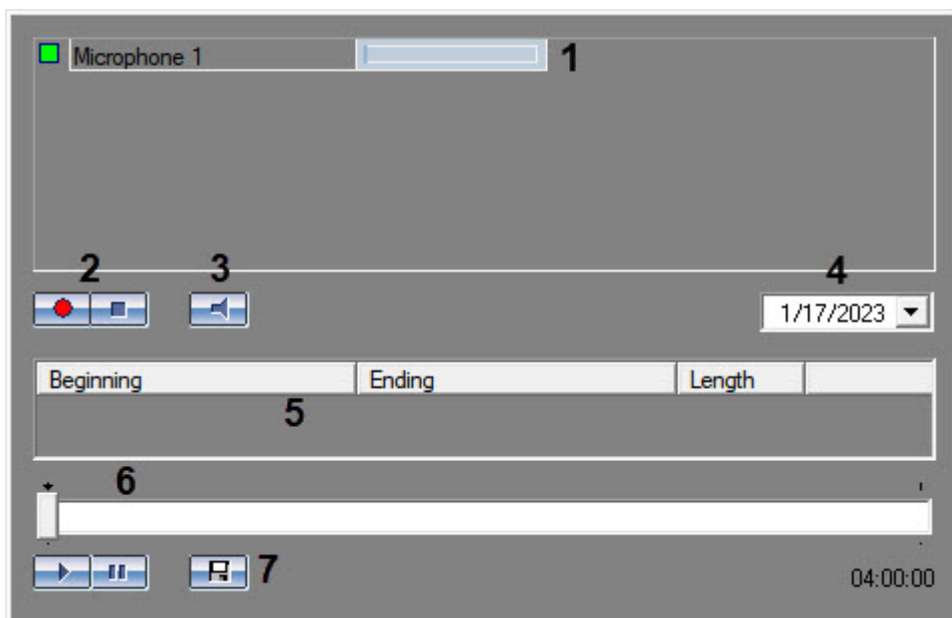 Microphone 1 1
2 3 4
1/17/2023
Beginning Ending Length
5
6
7
04:00:00